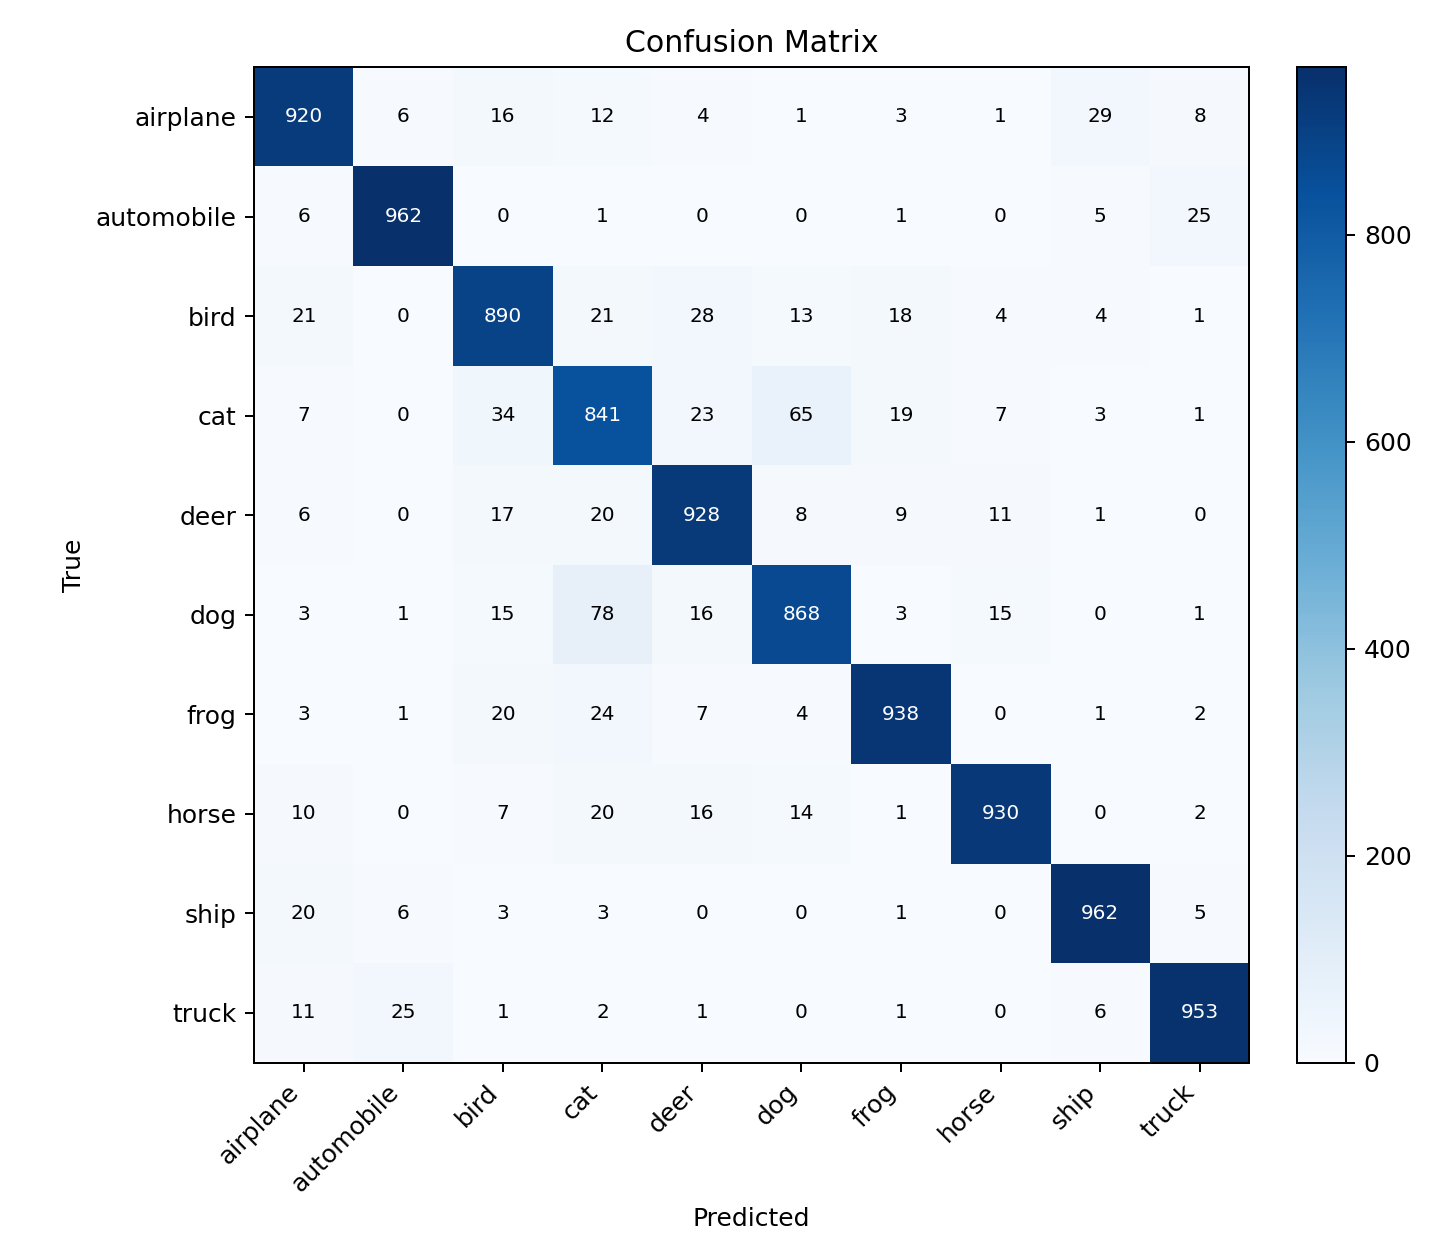 Confusion Matrix
airplane 920 6 16 12 4 1 3 1 29 8
automobile 6 962 0 1 0 0 1 0 5 25
bird 21 0 890 21 28 13 18 4 4 1
cat 7 0 34 841 23 65 19 7 3 1
deer 6 0 17 20 928 8 9 11 1 0
dog 3 1 15 78 16 868 3 15 0 1
frog 3 1 20 24 7 4 938 0 1 2
horse 10 0 7 20 16 14 1 930 0 2
ship 20 6 3 3 0 0 1 0 962 5
truck 11 25 1 2 1 0 1 0 6 953
True
airplane automobile bird cat deer dog frog horse ship truck
Predicted
800
600
400
200
0